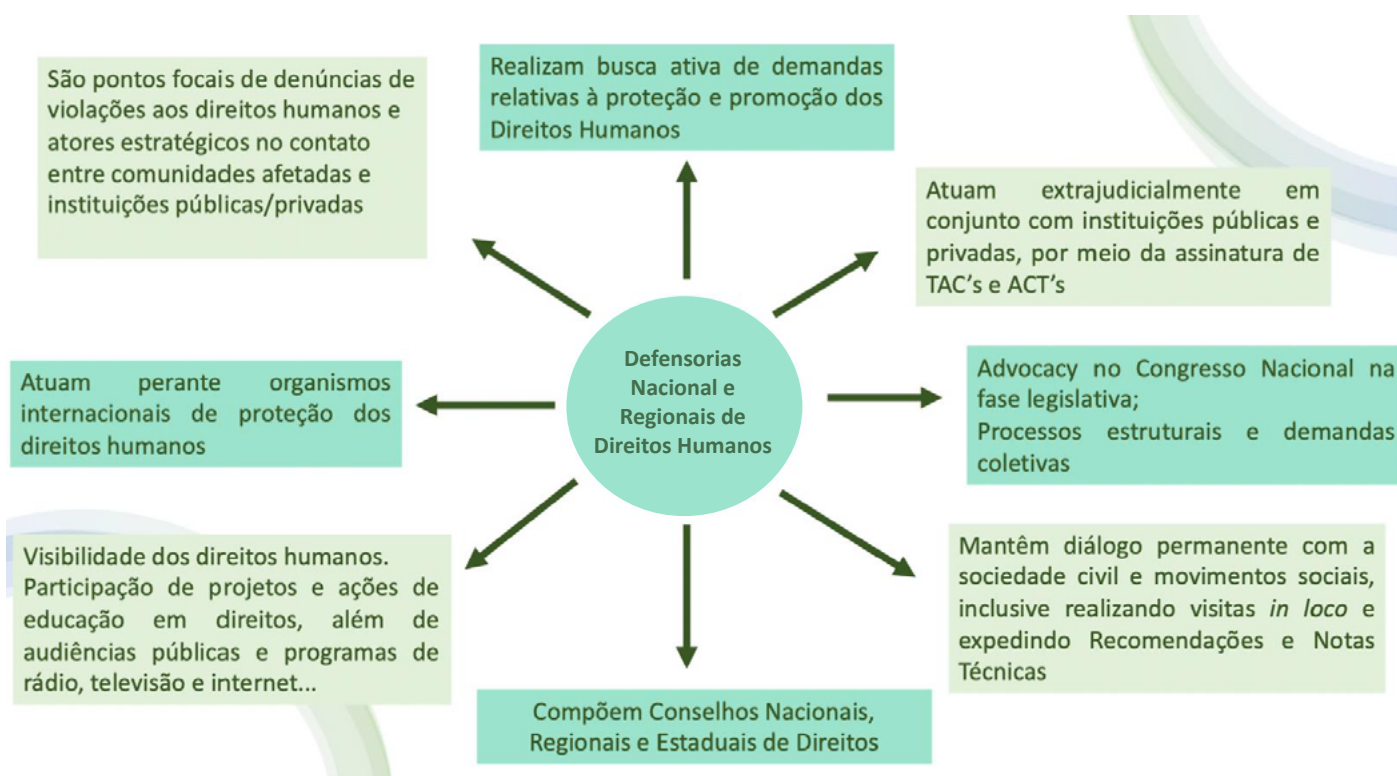 São pontos focais de denúncias de
violações aos direitos humanos e
atores estratégicos no contato
entre comunidades afetadas e
instituições públicas/privadas
Realizam busca ativa de demandas
relativas à proteção e promoção dos
Direitos Humanos
Atuam extrajudicialmente em
conjunto com instituições públicas e
privadas, por meio da assinatura de
TAC's e ACT's
Atuam perante organismos
internacionais de proteção dos
direitos humanos
Defensorias
Nacional e
Regionais de
Direitos Humanos
Advocacy no Congresso Nacional na
fase legislativa;
Processos estruturais e demandas
coletivas
Visibilidade dos direitos humanos.
Participação de projetos e ações de
educação em direitos, além de
audiências públicas e programas de
rádio, televisão e internet...
Mantêm diálogo permanente com a
sociedade civil e movimentos sociais,
inclusive realizando visitas in loco e
expedindo Recomendações e Notas
Técnicas
Compõem Conselhos Nacionais,
Regionais e Estaduais de Direitos